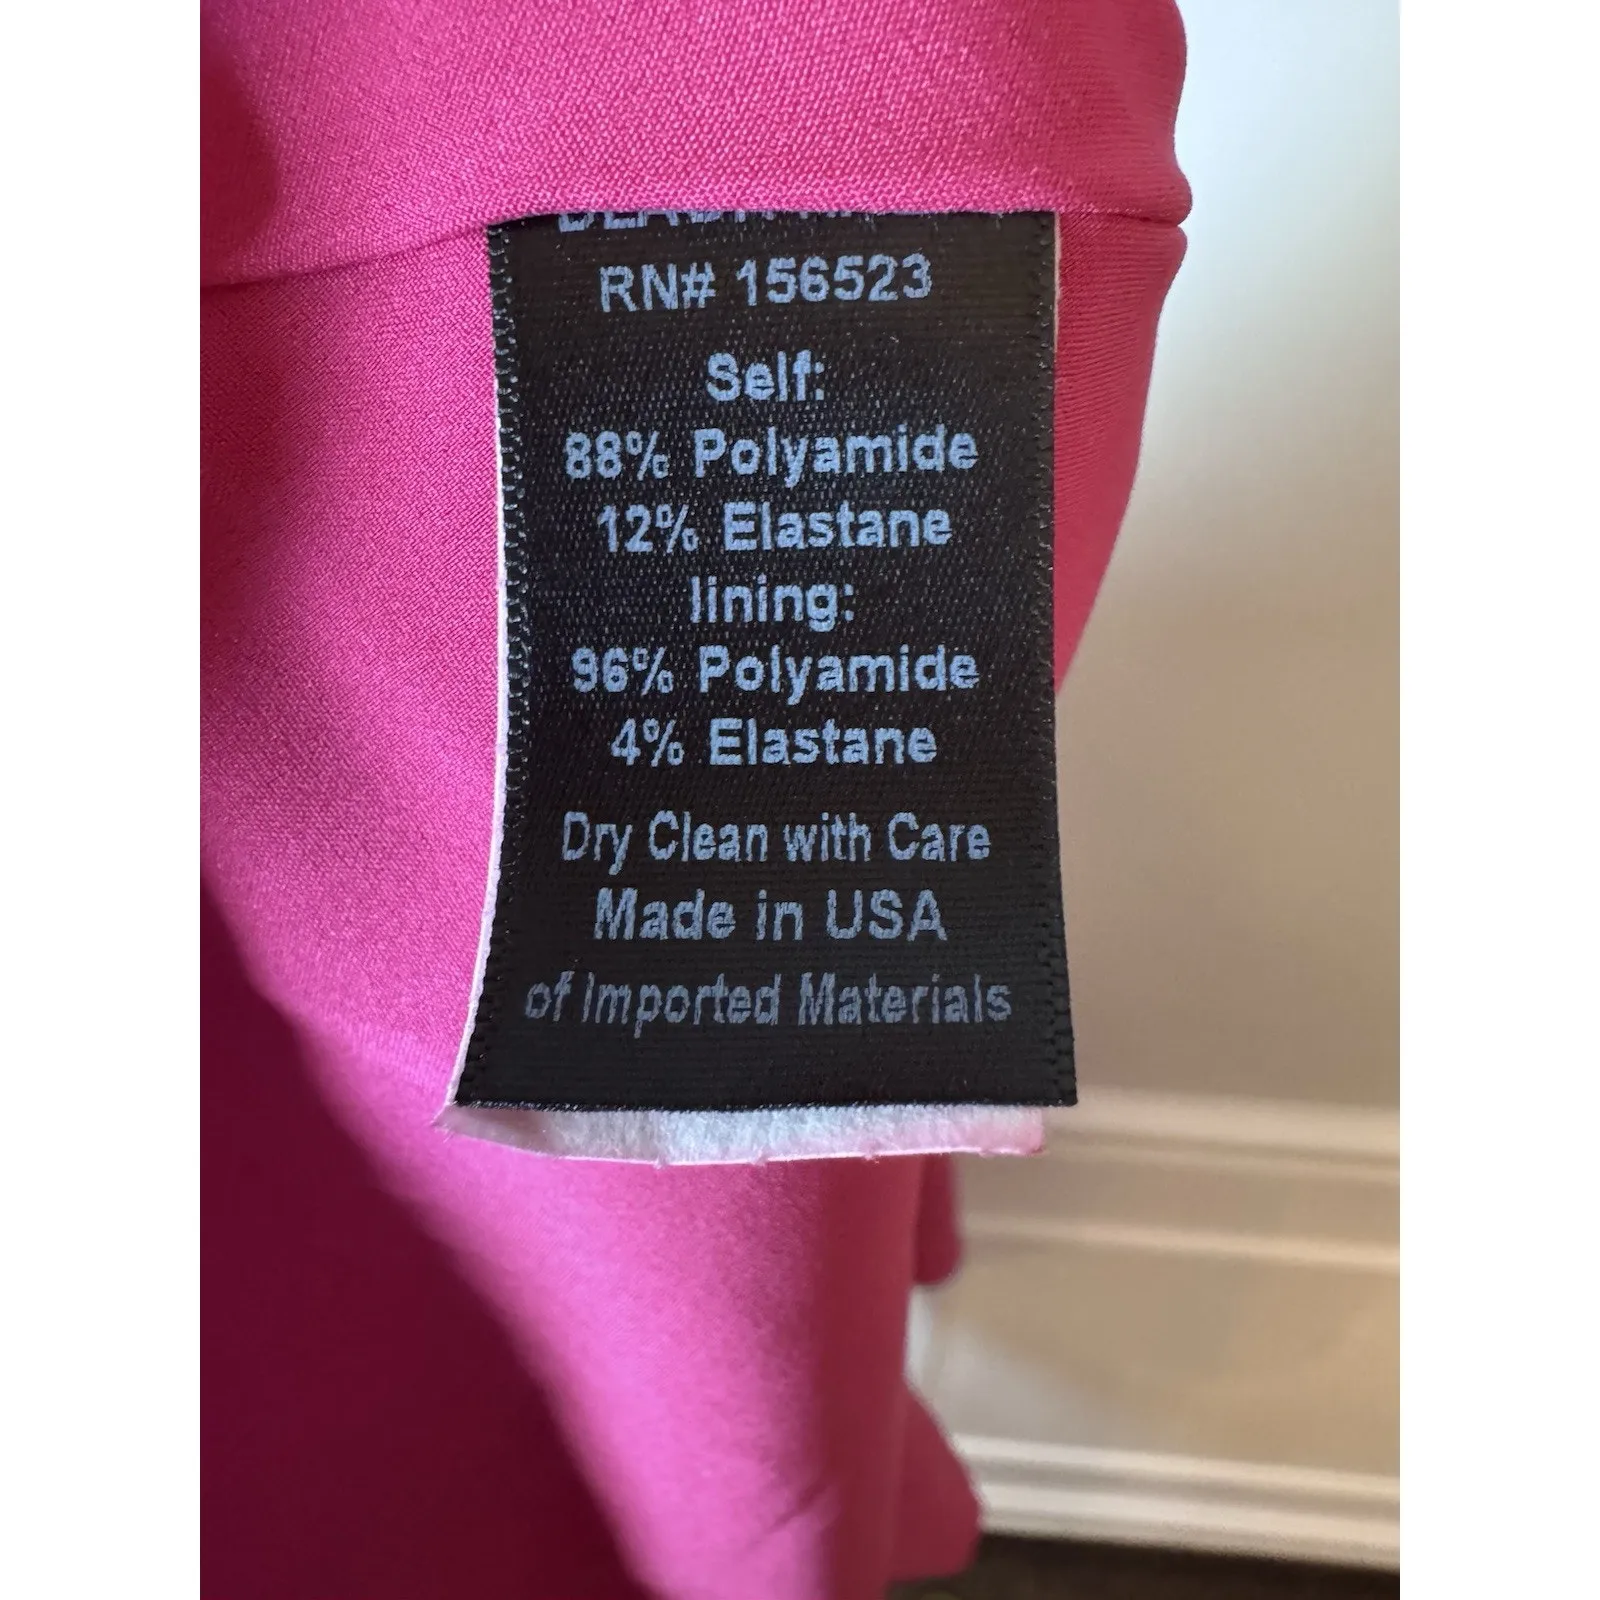 RN# 156523
Self:
88% Polyamide
12% Elastane
lining:
96% Polyamide
4% Elastane
Dry Clean with Care
Made in USA
of Imported Materials